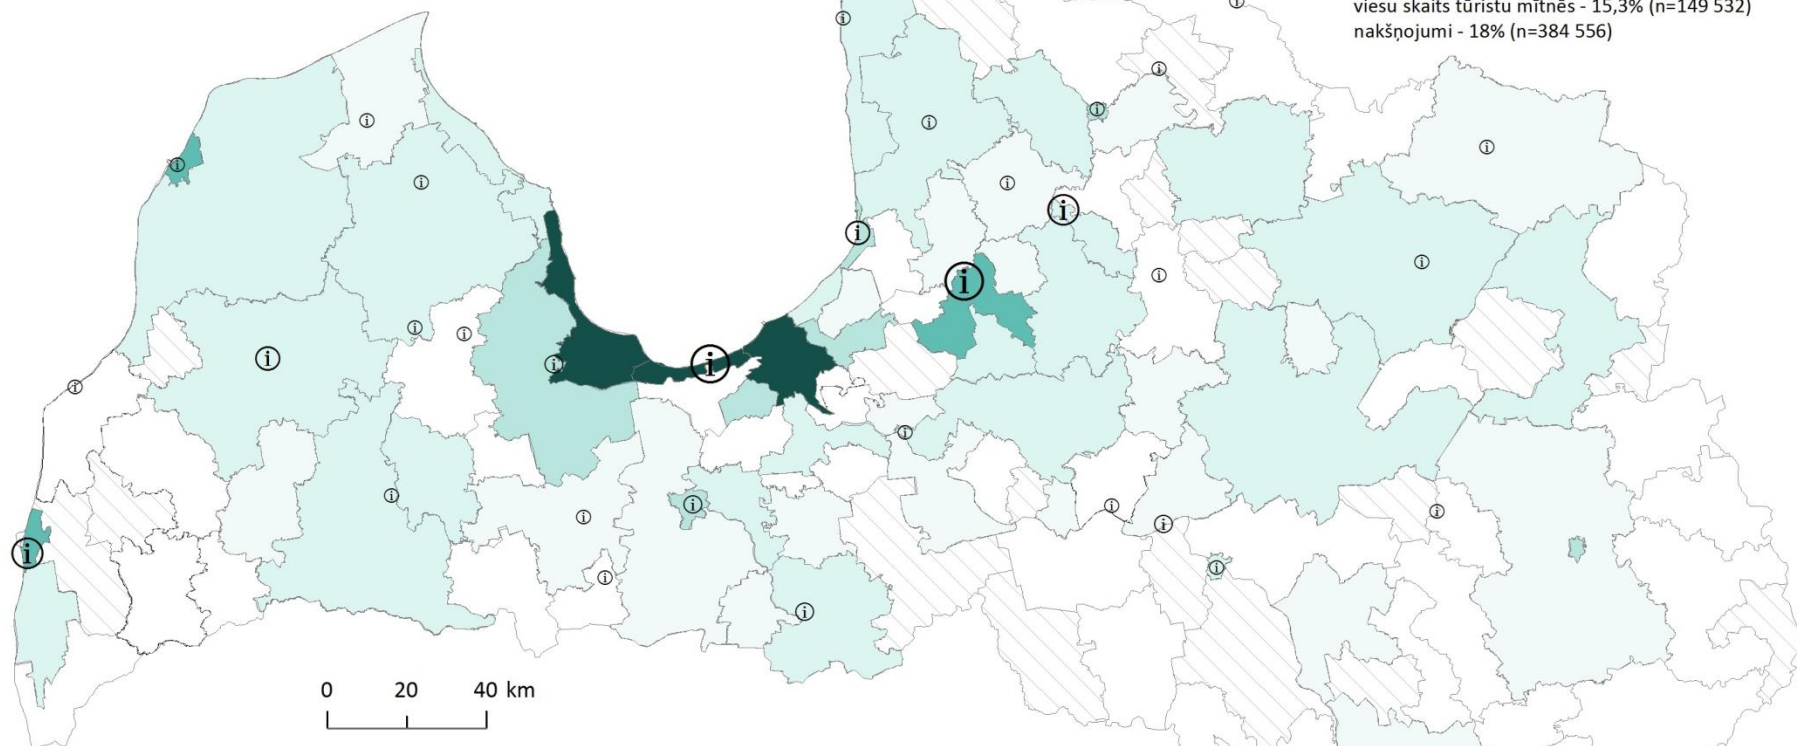 viesu skaits tūristu mītnēs - 15,3% (n=149 532)
nakšņojumi - 18% (n=384 556)
0 20 40 km